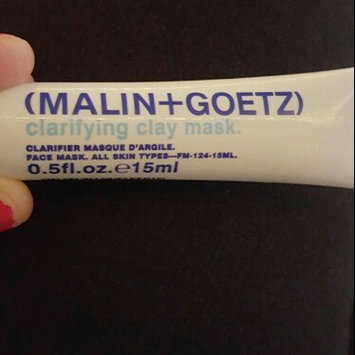 (MALIN+GOETZ)
clarifying clay mask.
CLARIFIER MASQUE D'ARGILE.
FACE MASK. ALL SKIN TYPES—FM-124-15ML.
0.5fl.oz.℮15ml